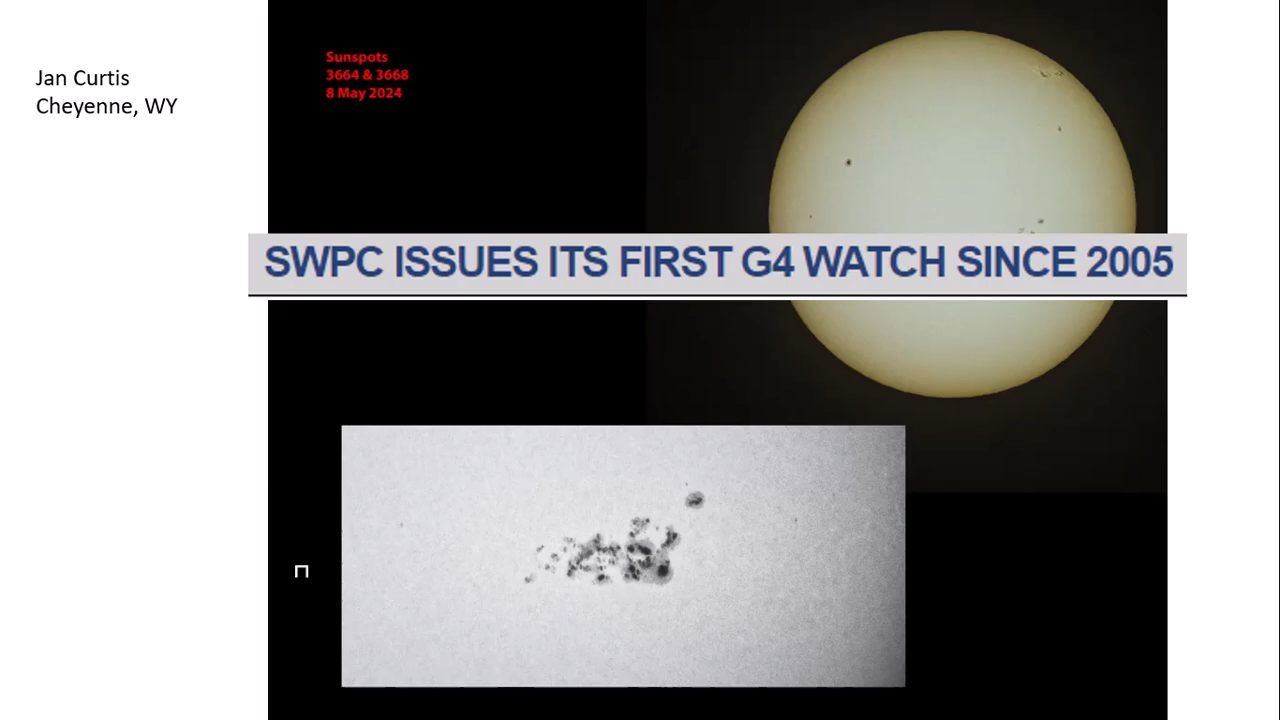 Jan Curtis
Cheyenne, WY
Sunspots
3664 & 3668
8 May 2024
SWPC ISSUES ITS FIRST G4 WATCH SINCE 2005